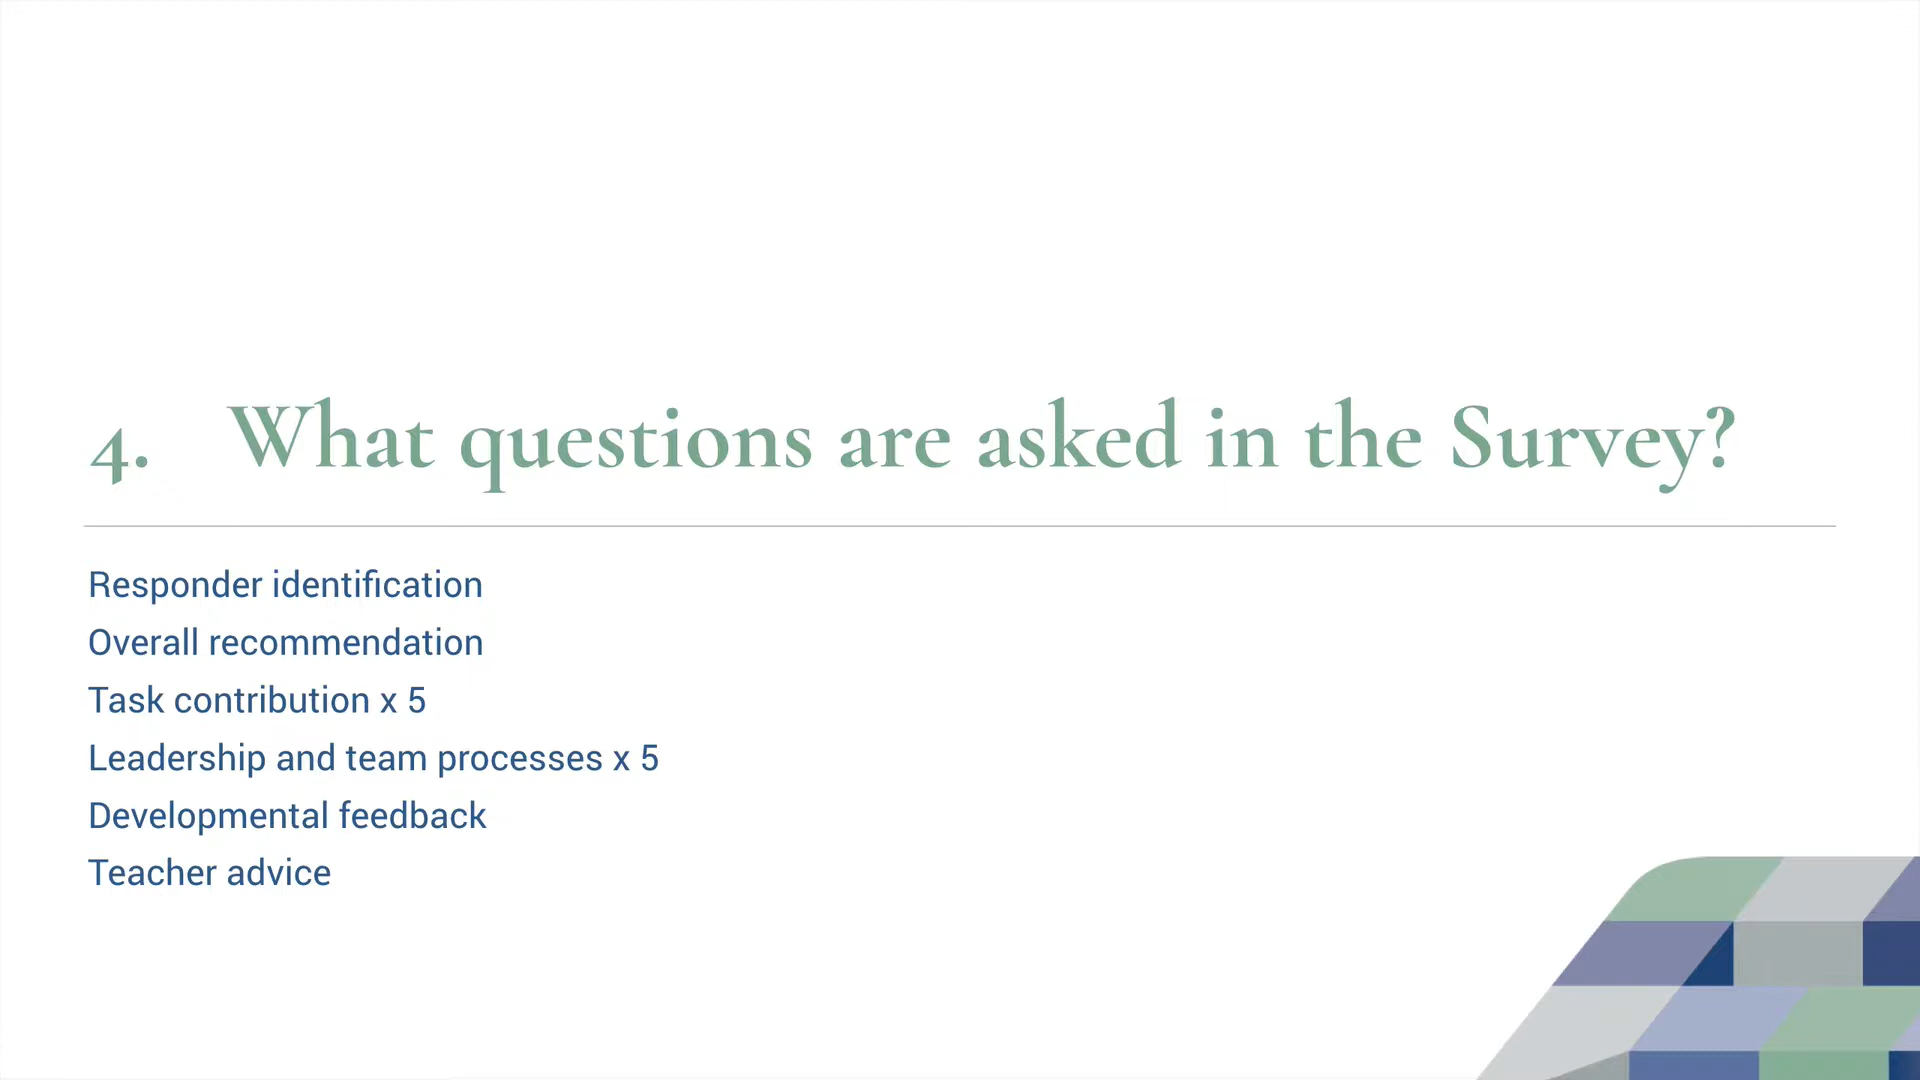 4. What questions are asked in the Survey?
Responder identification
Overall recommendation
Task contribution x 5
Leadership and team processes x 5
Developmental feedback
Teacher advice